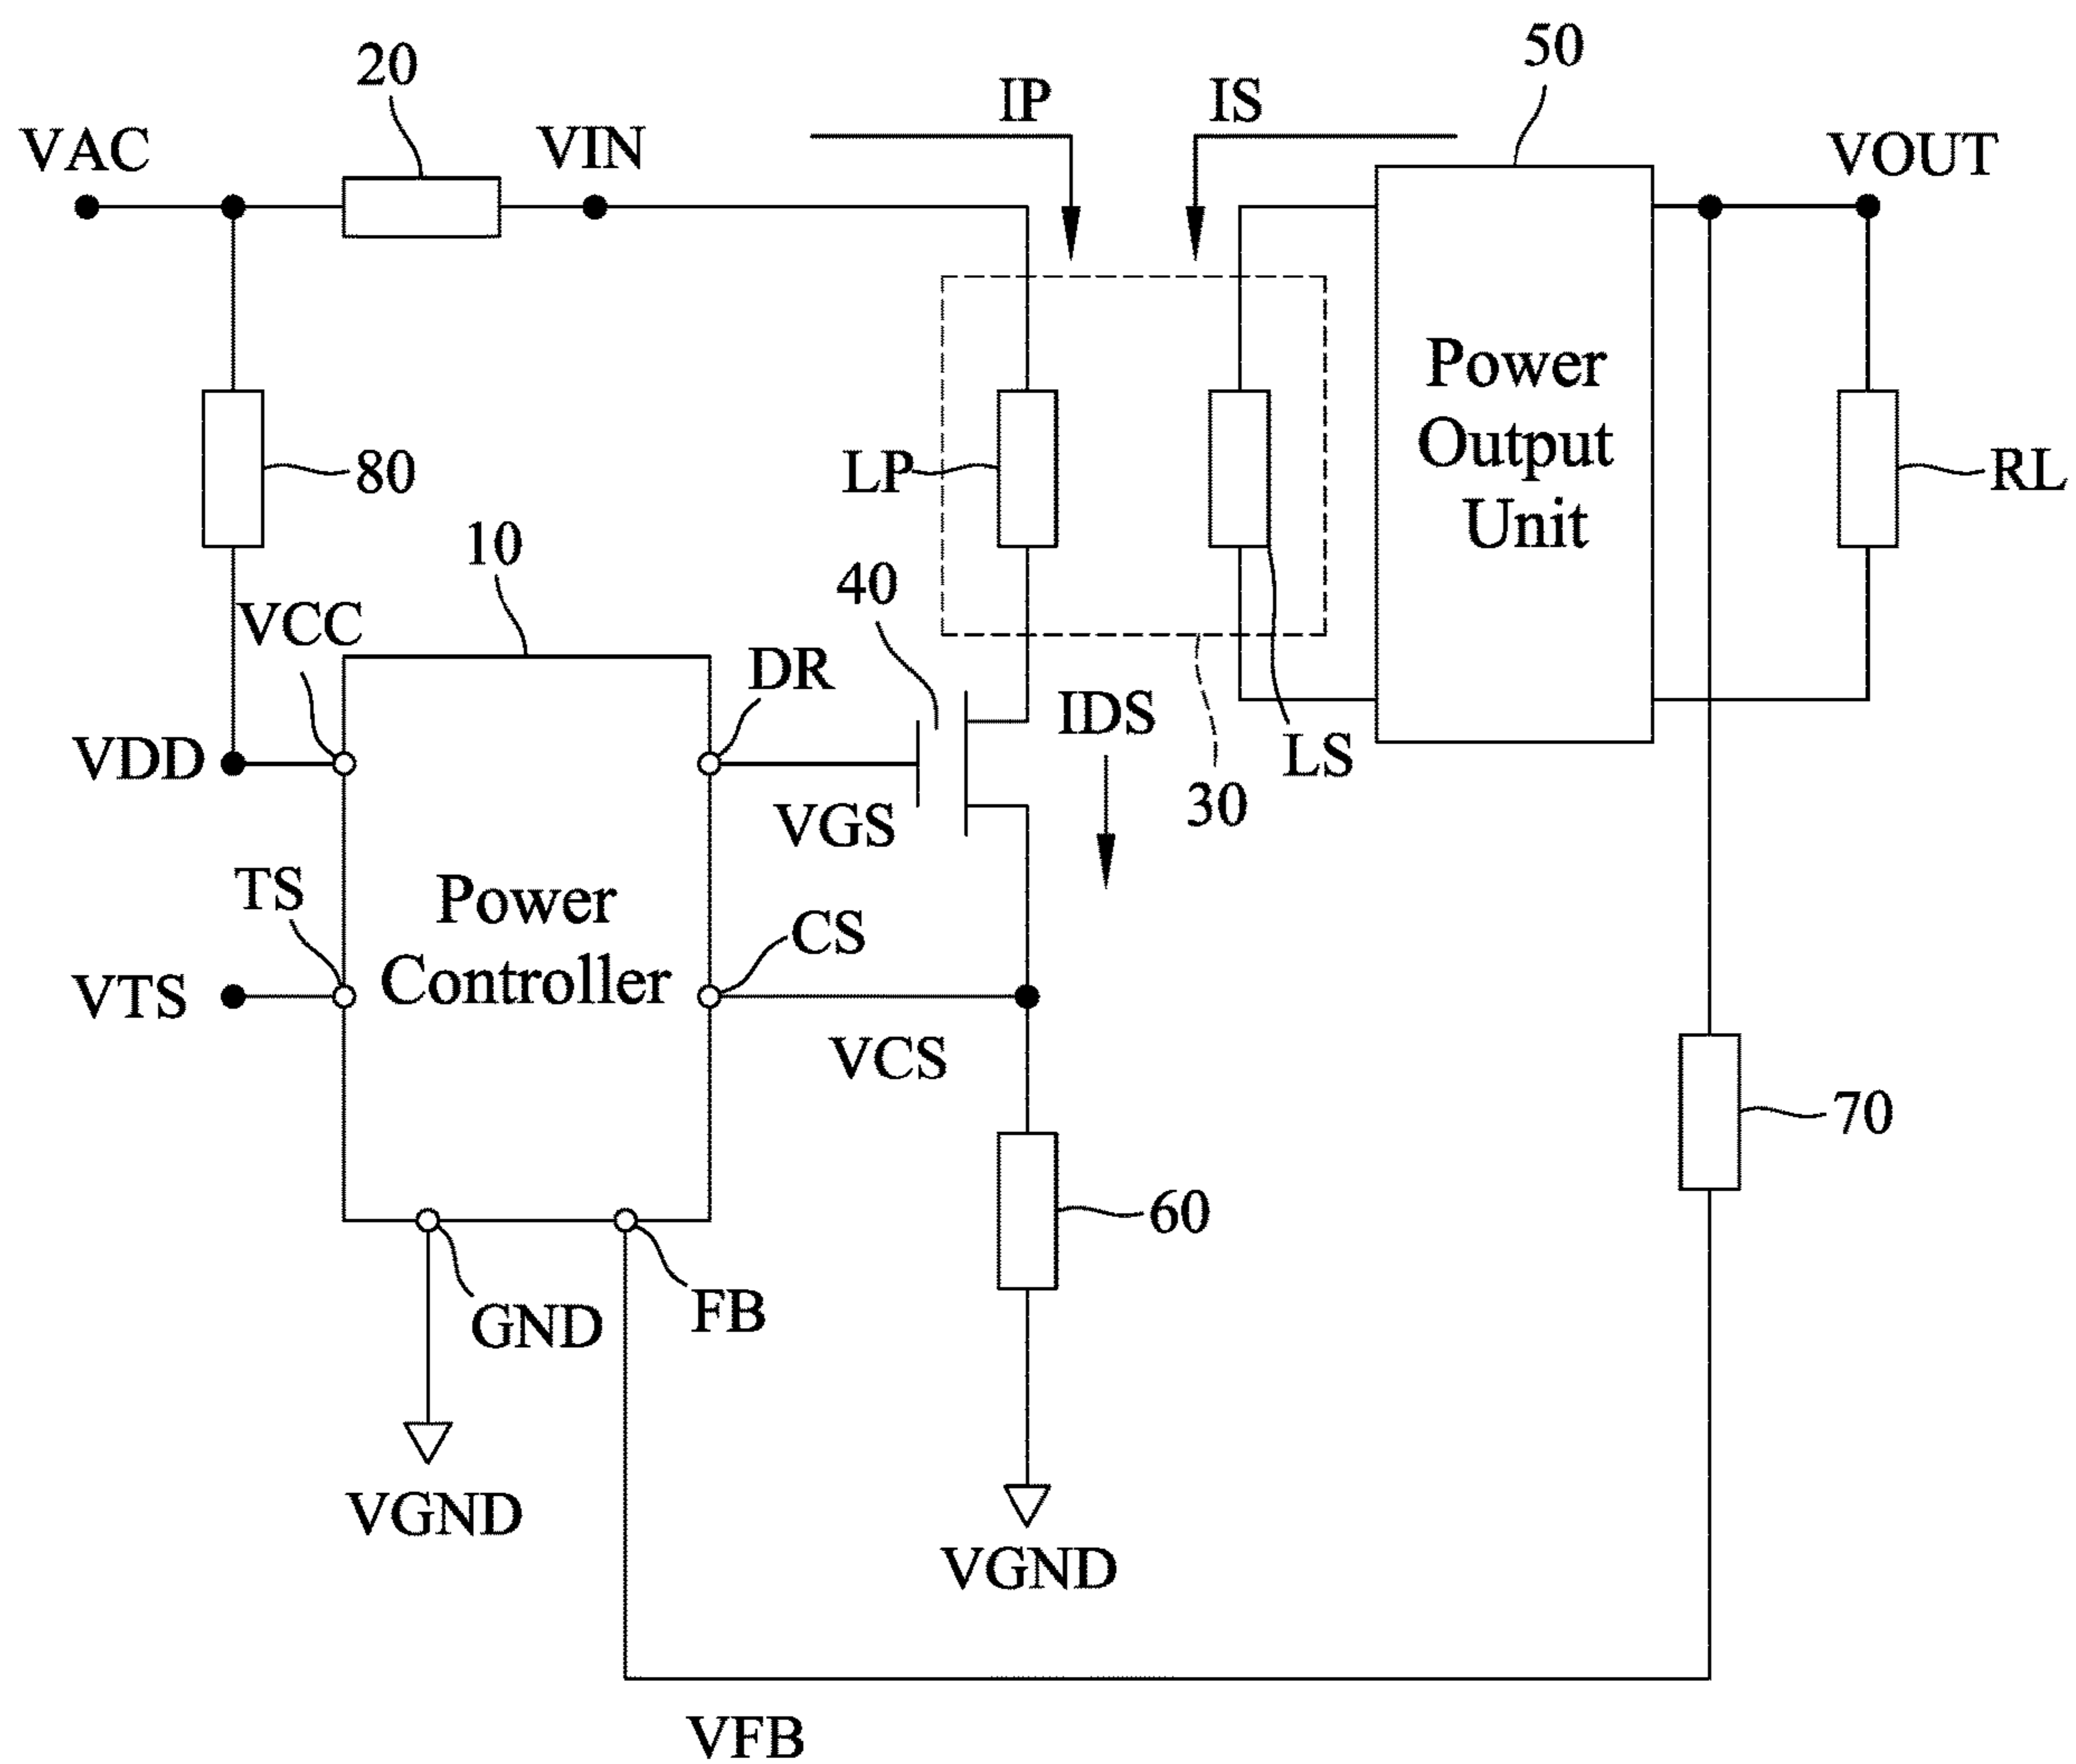 50
20
IP
IS
VAC
VIN
VOUT
Power
Output
Unit
LP
80
RL
10
40
VCC
DR
IDS
VDD
LS
30
VGS
TS
Power
Controller
CS
VTS
VCS
70
60
GND
FB
VGND
VGND
VFB